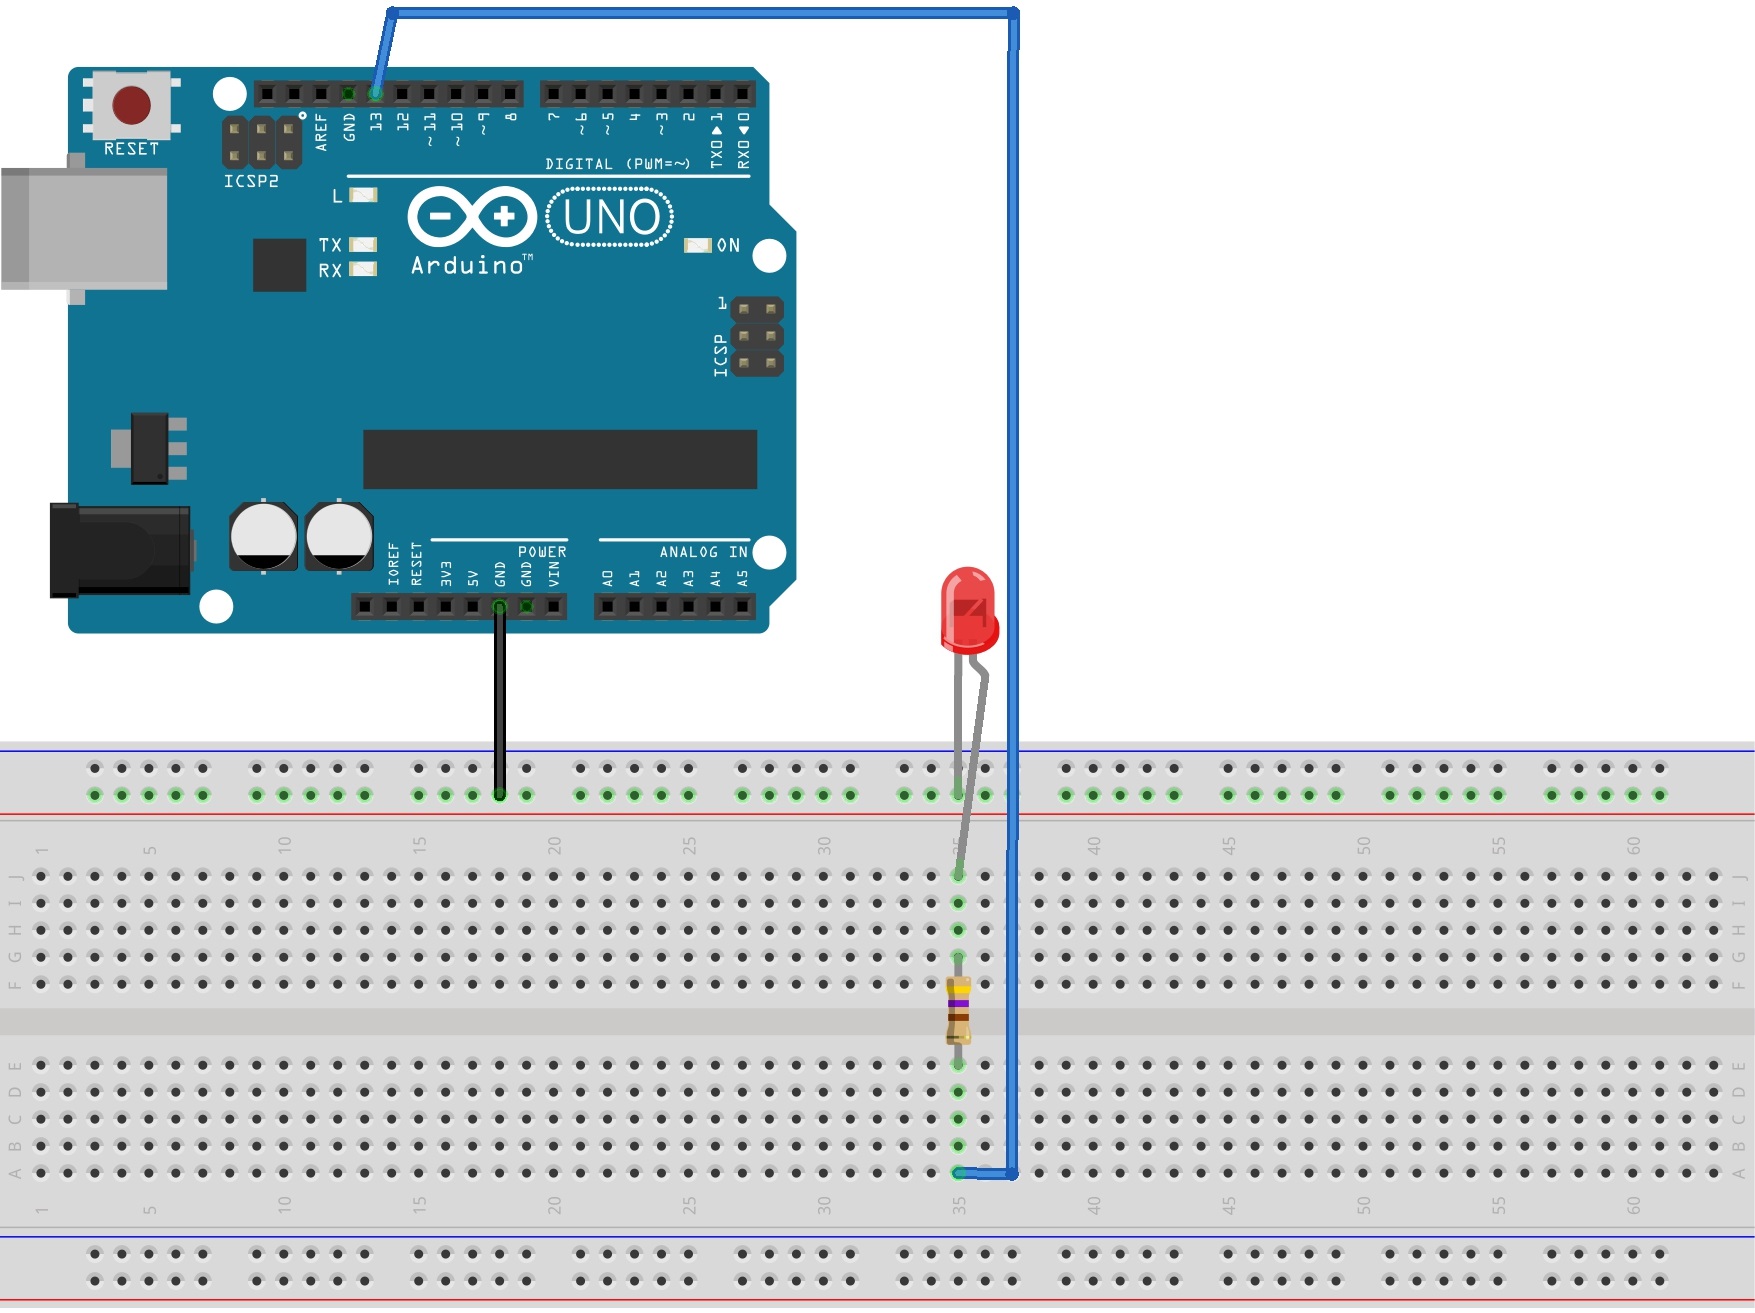 RESET
ICSP2
AREF
GND
13
12
~11
~10
~9
8
7
~6
~5
4
~3
2
TX0▶1
RX0◀0
DIGITAL (PWM=~)
L
TX
RX
UNO
Arduino™
ON
1
ICSP
IOREF
RESET
3V3
5V
GND
GND
VIN
POWER
A0
A1
A2
A3
A4
A5
ANALOG IN
1 5 10 15 20 25 30 35 40 45 50 55 60
J J
I I
H H
G G
F F
E E
D D
C C
B B
A A
1 5 10 15 20 25 30 35 40 45 50 55 60